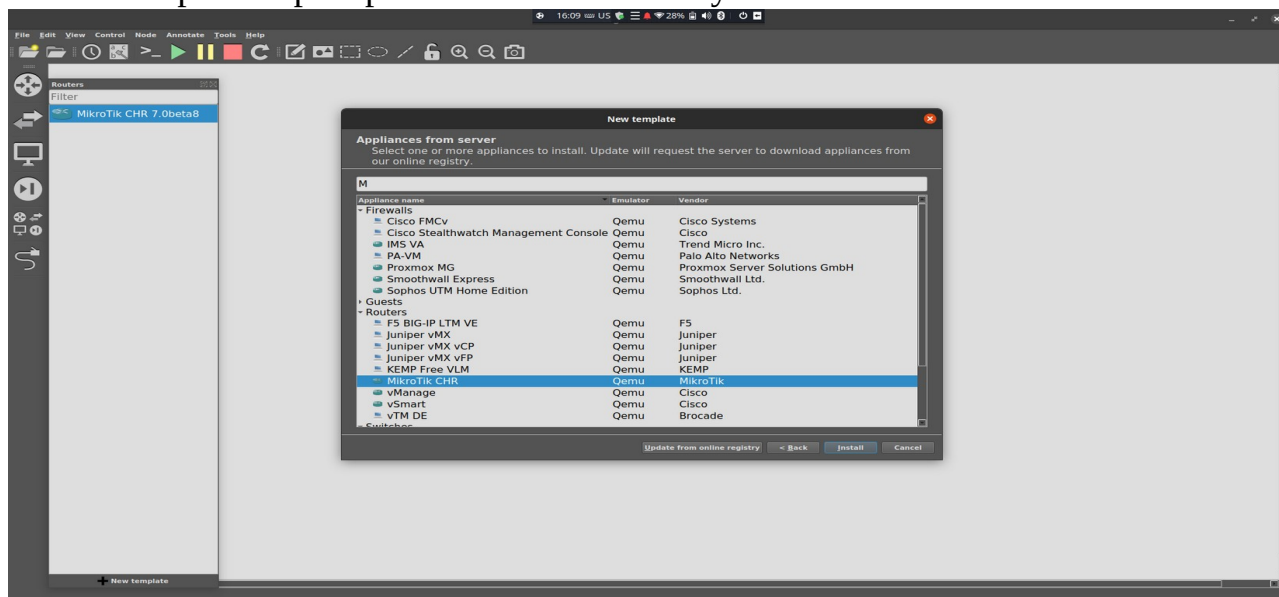 16:09 US 28%
File Edit View Control Node Annotate Tools Help
Routers
Filter
MikroTik CHR 7.0beta8
New template
Appliances from server
Select one or more appliances to install. Update will request the server to download appliances from
our online registry.
M
Appliance name Emulator Vendor
Firewalls
Cisco FMCv Qemu Cisco Systems
Cisco Stealthwatch Management Console Qemu Cisco
IMS VA Qemu Trend Micro Inc.
PA-VM Qemu Palo Alto Networks
Proxmox MG Qemu Proxmox Server Solutions GmbH
Smoothwall Express Qemu Smoothwall Ltd.
Sophos UTM Home Edition Qemu Sophos Ltd.
Guests
Routers
F5 BIG-IP LTM VE Qemu F5
Juniper vMX Qemu Juniper
Juniper vMX vCP Qemu Juniper
Juniper vMX vFP Qemu Juniper
KEMP Free VLM Qemu KEMP
MikroTik CHR Qemu MikroTik
vManage Qemu Cisco
vSmart Qemu Cisco
vTM DE Qemu Brocade
Switches
Update from online registry < Back Install Cancel
New template